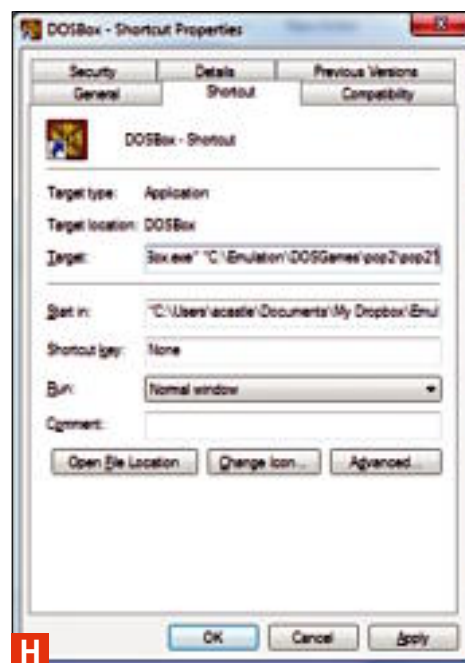 DOSBox - Shortcut Properties
Security Details Previous Versions
General Shortcut Compatibility
DOSBox - Shortcut
Target type: Application
Target location: DOSBox
Target: Box.exe" "C:\Emulation\DOSGames\pop2\pop2"
Start in: "C:\Users\acastle\Documents\My Dropbox\Emul
Shortcut key: None
Run: Normal window
Comment:
Open File Location Change Icon... Advanced...
OK Cancel Apply
H